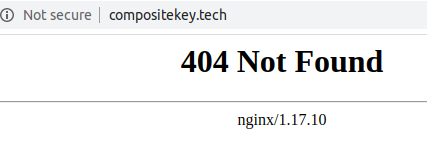 Not secure | compositekey.tech
404 Not Found
nginx/1.17.10